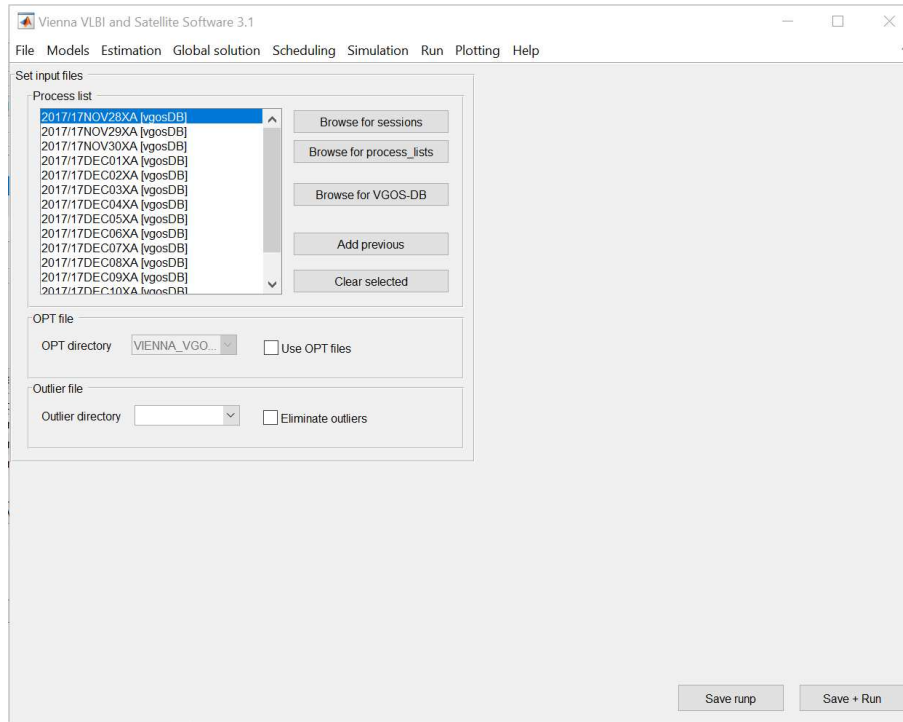 Vienna VLBI and Satellite Software 3.1
File Models Estimation Global solution Scheduling Simulation Run Plotting Help
Set input files
Process list
2017/17NOV28XA [vgosDB]
2017/17NOV29XA [vgosDB]
2017/17NOV30XA [vgosDB]
2017/17DEC01XA [vgosDB]
2017/17DEC02XA [vgosDB]
2017/17DEC03XA [vgosDB]
2017/17DEC04XA [vgosDB]
2017/17DEC05XA [vgosDB]
2017/17DEC06XA [vgosDB]
2017/17DEC07XA [vgosDB]
2017/17DEC08XA [vgosDB]
2017/17DEC09XA [vgosDB]
2017/17DEC10XA [vgosDB]
Browse for sessions
Browse for process_lists
Browse for VGOS-DB
Add previous
Clear selected
OPT file
OPT directory VIENNA_VGO... Use OPT files
Outlier file
Outlier directory Eliminate outliers
Save runp Save + Run